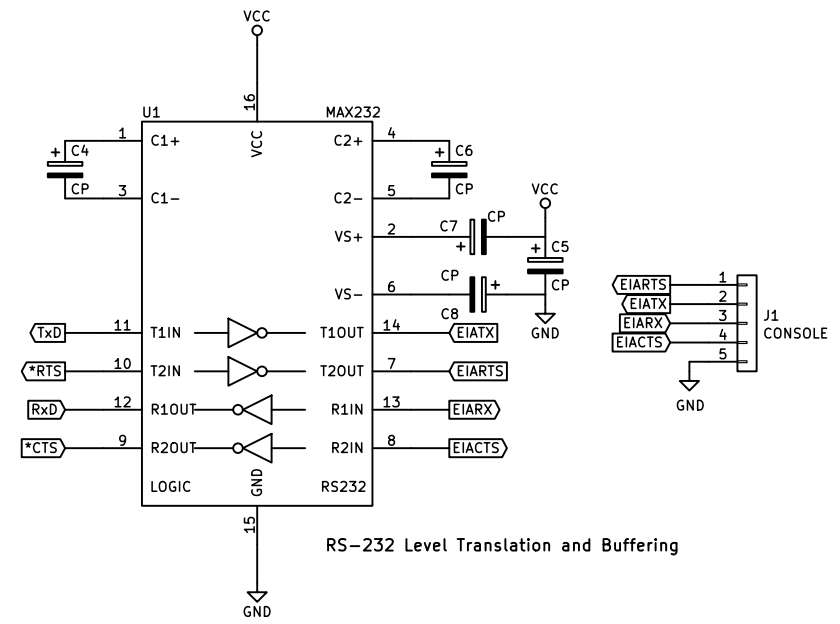 VCC
U1
MAX232
16
VCC
1
C1+
C2+
4
+
C4
CP
+
C6
CP
3
C1-
C2-
5
VCC
VS+
2
C7
+
CP
+
C5
CP
VS-
6
CP
C8
+
GND
TxD
11
T1IN
T1OUT
14
EIATX
*RTS
10
T2IN
T2OUT
7
EIARTS
RxD
12
R1OUT
R1IN
13
EIARX
*CTS
9
R2OUT
R2IN
8
EIACTS
LOGIC
GND
RS232
15
GND
EIARTS
1
EIATX
2
EIARX
3
EIACTS
4
5
J1
CONSOLE
GND
RS-232 Level Translation and Buffering